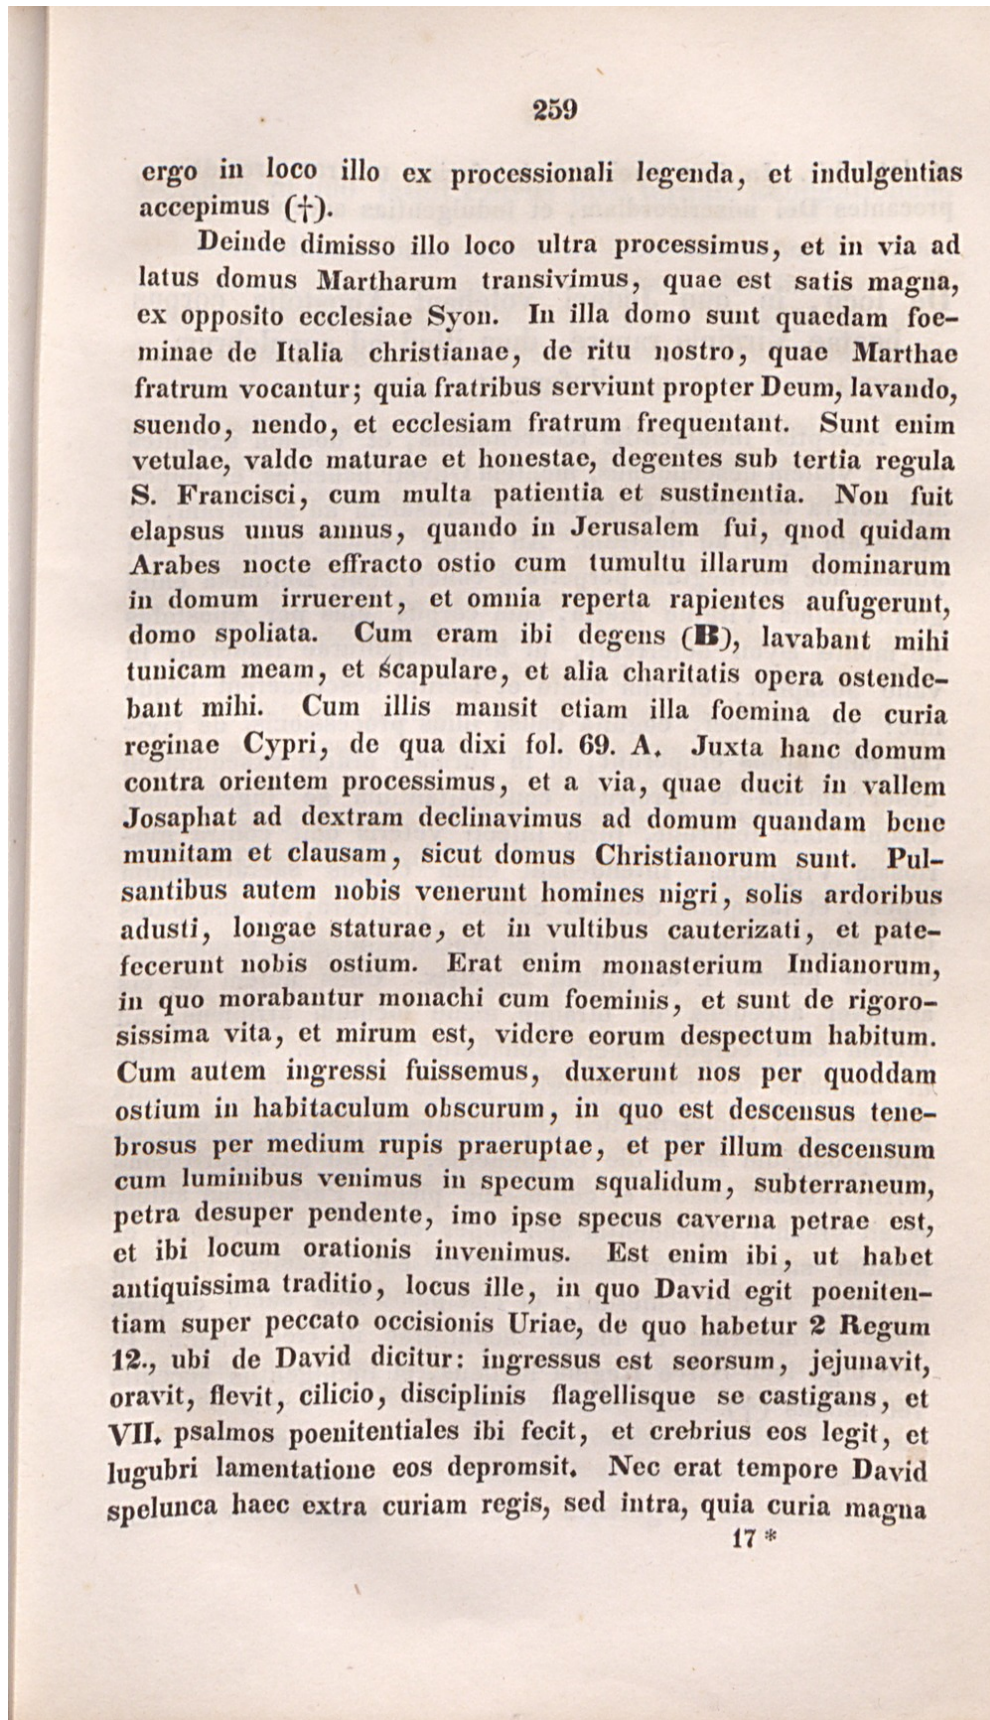 259
ergo in loco illo ex processionali legenda, et indulgentias
accepimus (†).
Deinde dimisso illo loco ultra processimus, et in via ad
latus domus Martharum transivimus, quae est satis magna,
ex opposito ecclesiae Syon. In illa domo sunt quaedam foe-
minae de Italia christianae, de ritu nostro, quae Marthae
fratrum vocantur; quia fratribus serviunt propter Deum, lavando,
suendo, nendo, et ecclesiam fratrum frequentant. Sunt enim
vetulae, valde maturae et honestae, degentes sub tertia regula
S. Francisci, cum multa patientia et sustinentia. Non fuit
elapsus unus annus, quando in Jerusalem fui, qnod quidam
Arabes nocte effracto ostio cum tumultu illarum dominarum
in domum irruerent, et omnia reperta rapientes aufugerunt,
domo spoliata. Cum eram ibi degens (B), lavabant mihi
tunicam meam, et scapulare, et alia charitatis opera ostende-
bant mihi. Cum illis mansit etiam illa foemina de curia
reginae Cypri, de qua dixi fol. 69. A. Juxta hanc domum
contra orientem processimus, et a via, quae ducit in vallem
Josaphat ad dextram declinavimus ad domum quandam bene
munitam et clausam, sicut domus Christianorum sunt. Pul-
santibus autem nobis venerunt homines nigri, solis ardoribus
adusti, longae staturae, et in vultibus cauterizati, et pate-
fecerunt nobis ostium. Erat enim monasterium Indianorum,
in quo morabantur monachi cum foeminis, et sunt de rigoro-
sissima vita, et mirum est, videre eorum despectum habitum.
Cum autem ingressi fuissemus, duxerunt nos per quoddam
ostium in habitaculum obscurum, in quo est descensus tene-
brosus per medium rupis praeruptae, et per illum descensum
cum luminibus venimus in specum squalidum, subterraneum,
petra desuper pendente, imo ipse specus caverna petrae est,
et ibi locum orationis invenimus. Est enim ibi, ut habet
antiquissima traditio, locus ille, in quo David egit poeniten-
tiam super peccato occisionis Uriae, de quo habetur 2 Regum
12., ubi de David dicitur: ingressus est seorsum, jejunavit,
oravit, flevit, cilicio, disciplinis flagellisque se castigans, et
VII. psalmos poenitentiales ibi fecit, et crebrius eos legit, et
lugubri lamentatione eos depromsit. Nec erat tempore David
spelunca haec extra curiam regis, sed intra, quia curia magna
17 *